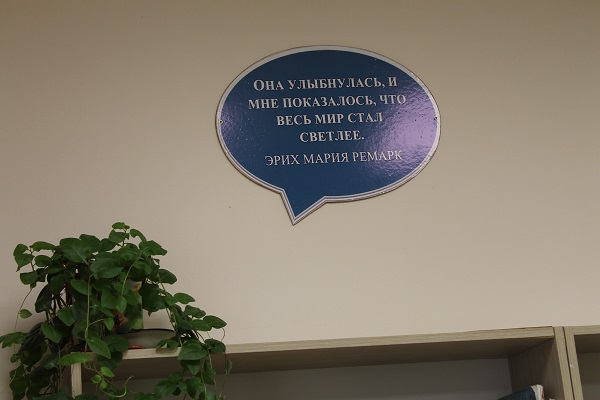 Она улыбнулась, и
мне показалось, что
весь мир стал
светлее.
Эрих Мария Ремарк